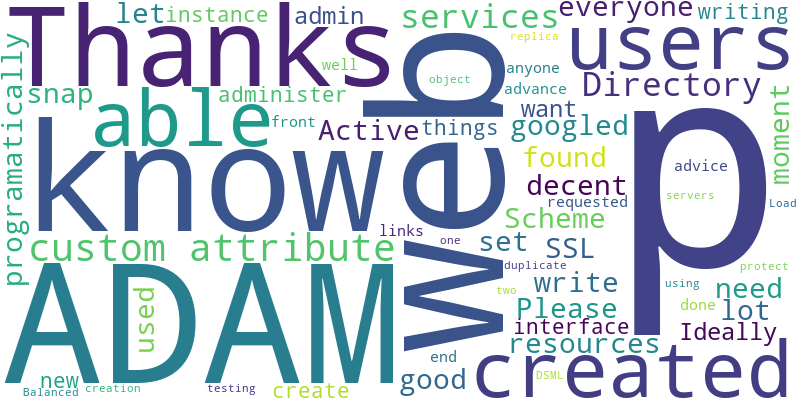 Thanks
let
instance
admin
services
everyone
writing
replica
users
well
object
anyone
advance
Directory
snap
administer
able
front
Active
things
want
googled
programatically
know
web
p
moment
found
advice
decent
requested
servers
Load
Scheme
custom attribute
links
one
set
SSL
duplicate
protect
ADAM
used
two
write
using
need
Please
done
lot
interface
Ideally
resources
end
created
new
good
DSML
Balanced
creation
testing
create